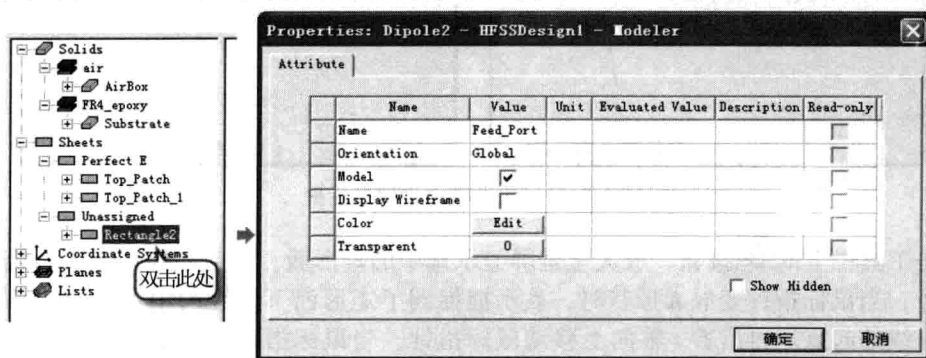 Solids
air
AirBox
FR4_epoxy
Substrate
Sheets
Perfect E
Top_Patch
Top_Patch_1
Unassigned
Rectangle2
Coordinate Systems
Planes
Lists
双击此处
Properties: Dipole2 - HFSSDesign1 - Modeler
Attribute
Name Value Unit Evaluated Value Description Read-only
Name Feed_Port
Orientation Global
Model
Display Wireframe
Color Edit
Transparent 0
Show Hidden
确定 取消